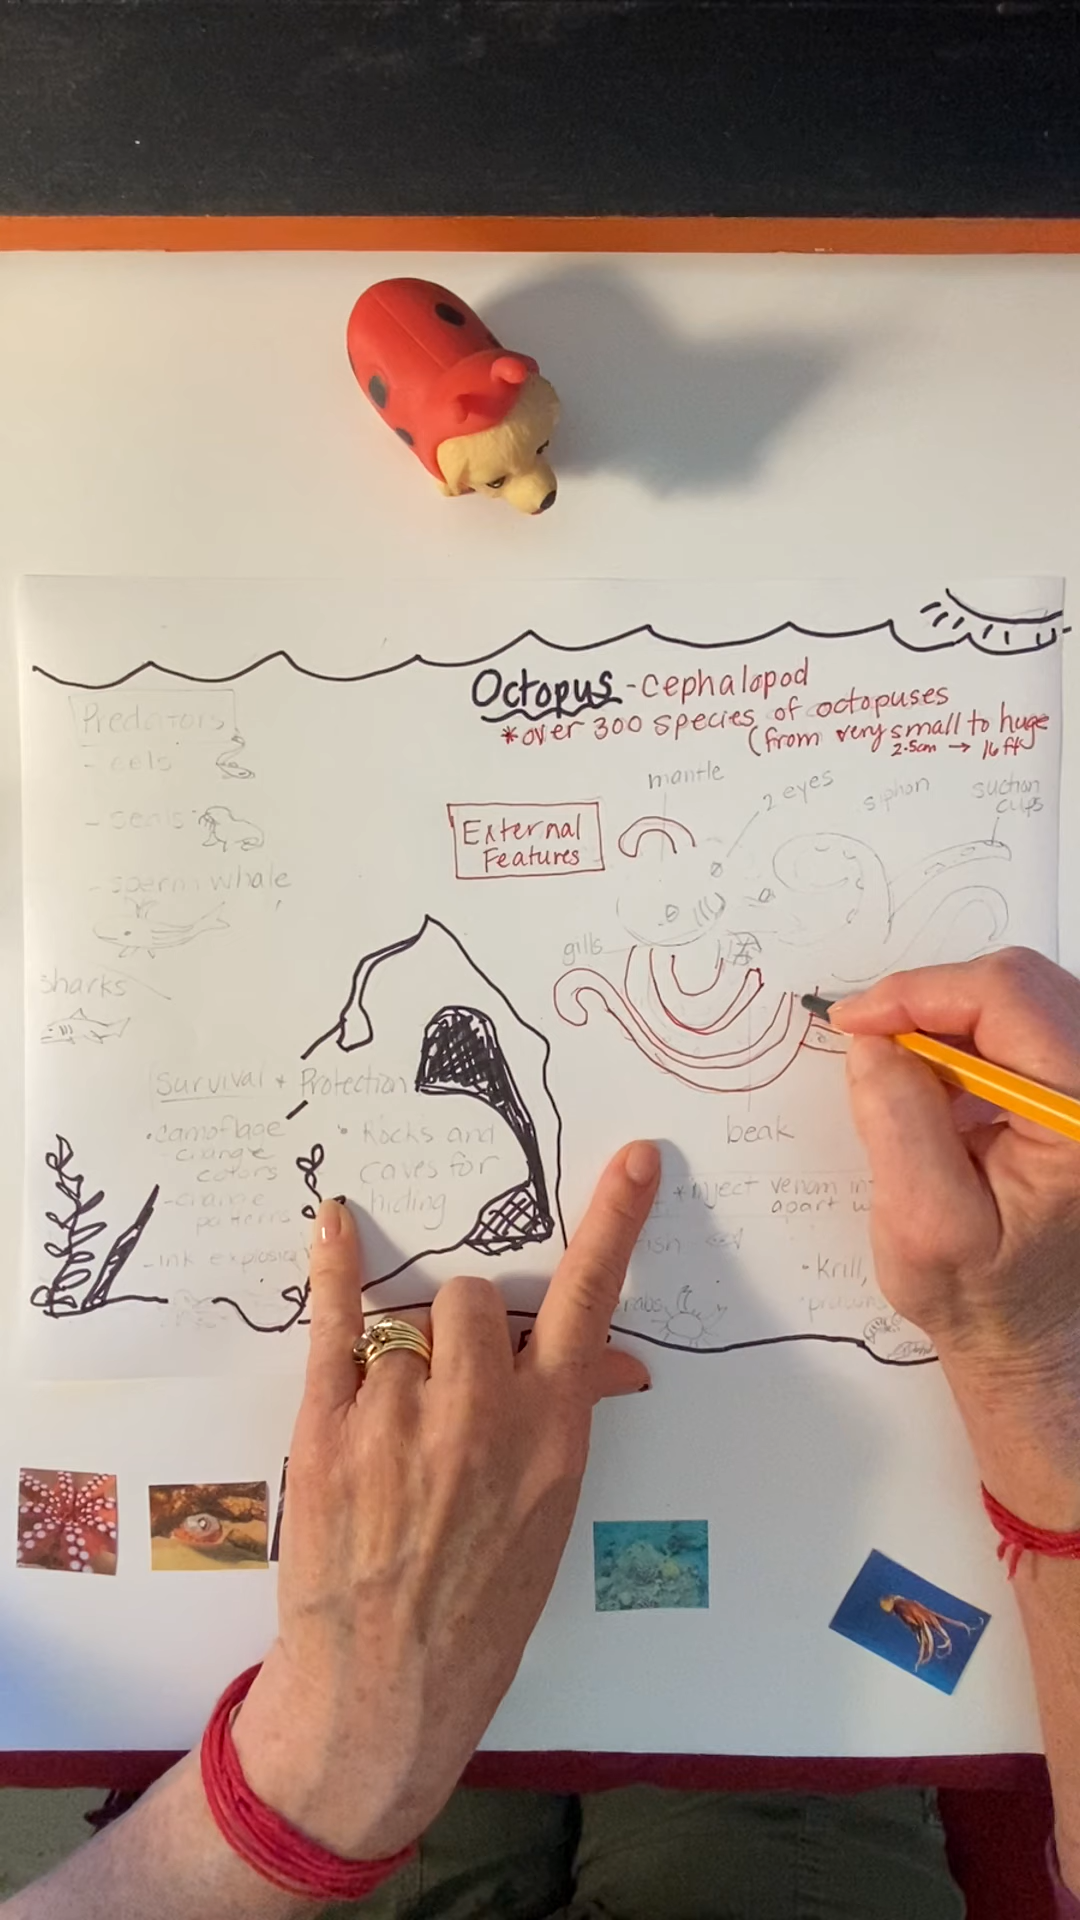 Octopus - cephalopod
*over 300 species of octopuses
(from very small to huge
2.5cm → 16 ft
Predators
- eels
- seals
- sperm whale
sharks
External
Features
mantle
2 eyes
siphon
suction
cups
gills
beak
Survival + Protection
• camoflage
change
colors
- change
patterns
- ink explosion
• Rocks and
caves for
hiding
*inject venom in
apart w
fish
crabs
• Krill,
• prawns